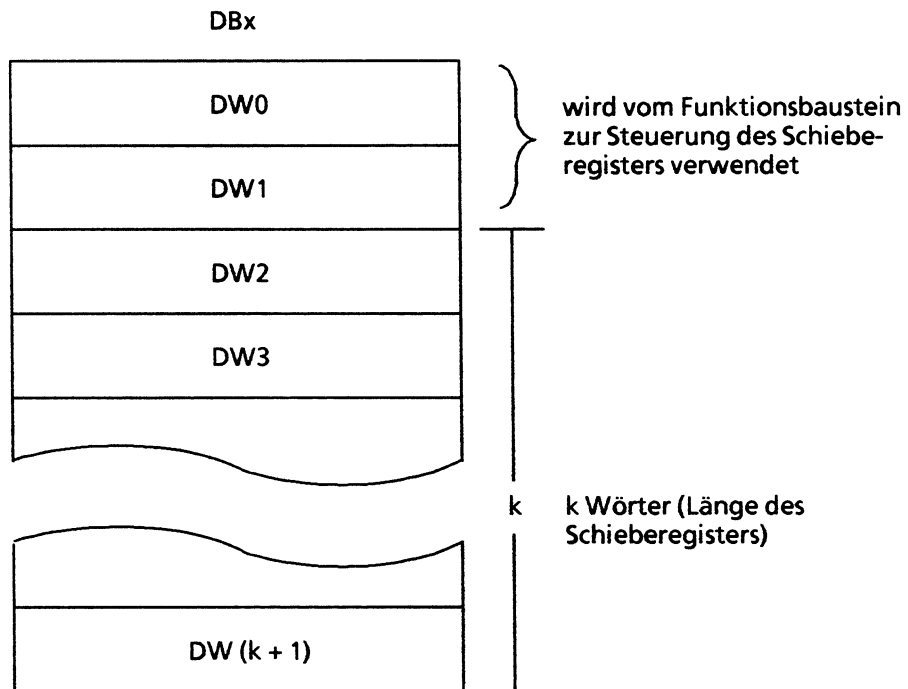 DBx
DW0
wird vom Funktionsbaustein
zur Steuerung des Schiebe-
registers verwendet
DW1
DW2
DW3
k
k Wörter (Länge des
Schieberegisters)
DW (k + 1)